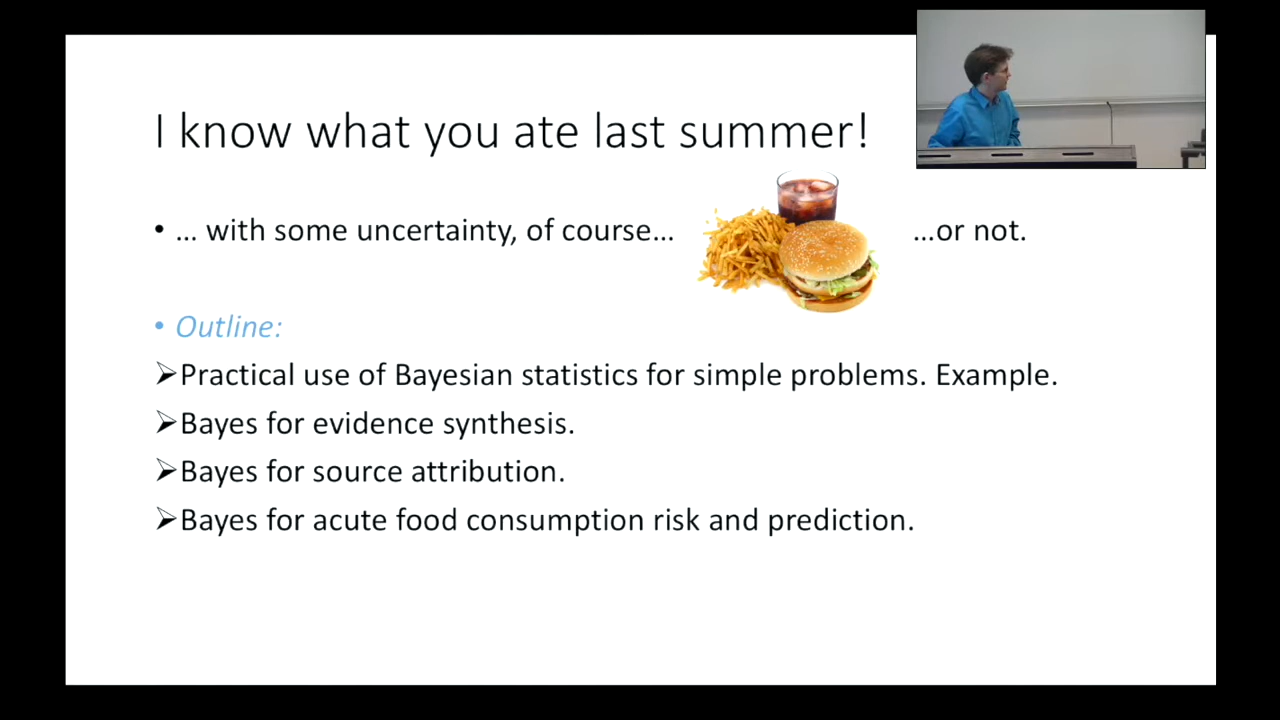 I know what you ate last summer!
• ... with some uncertainty, of course... ...or not.
• Outline:
➢Practical use of Bayesian statistics for simple problems. Example.
➢Bayes for evidence synthesis.
➢Bayes for source attribution.
➢Bayes for acute food consumption risk and prediction.